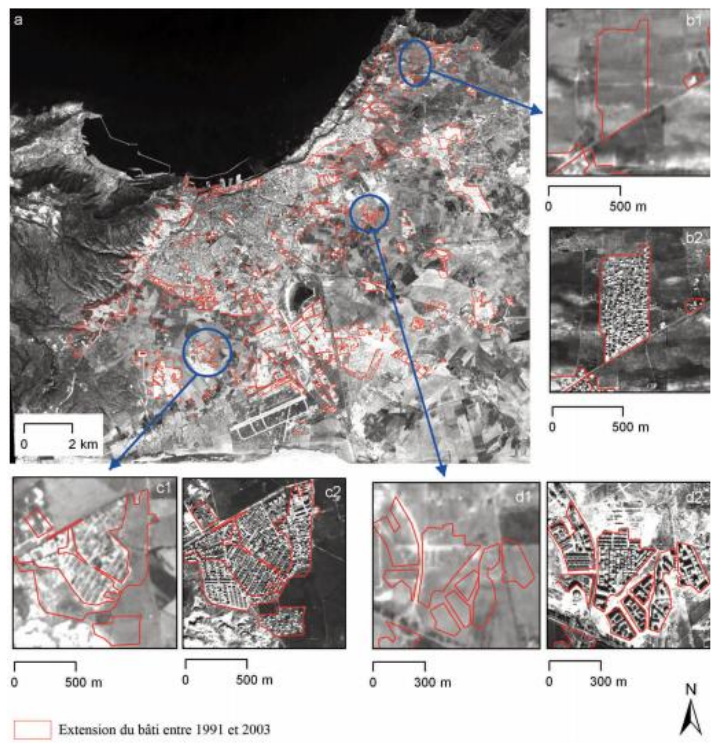 a
b1
0 500 m
b2
0 2 km
0 500 m
c1
c2
d1
d2
0 500 m
0 500 m
0 300 m
0 300 m
N
Extension du bâti entre 1991 et 2003